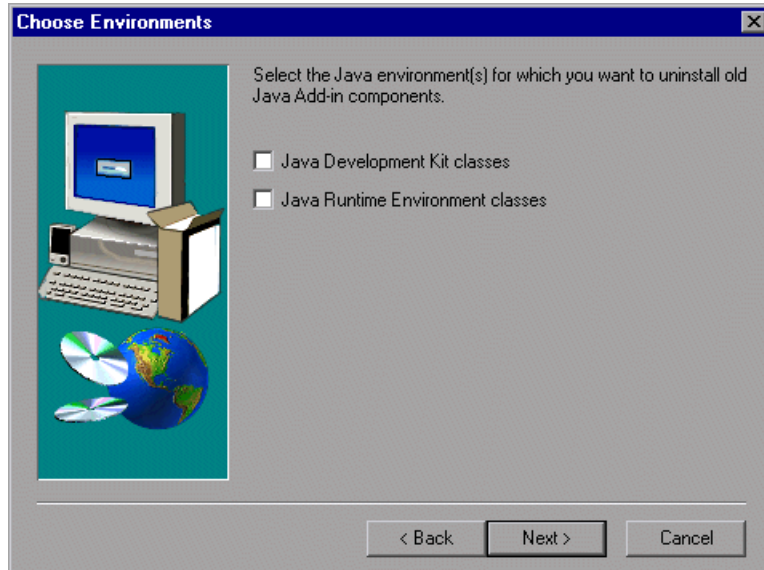 Choose Environments
Select the Java environment(s) for which you want to uninstall old
Java Add-in components.
Java Development Kit classes
Java Runtime Environment classes
< Back
Next >
Cancel